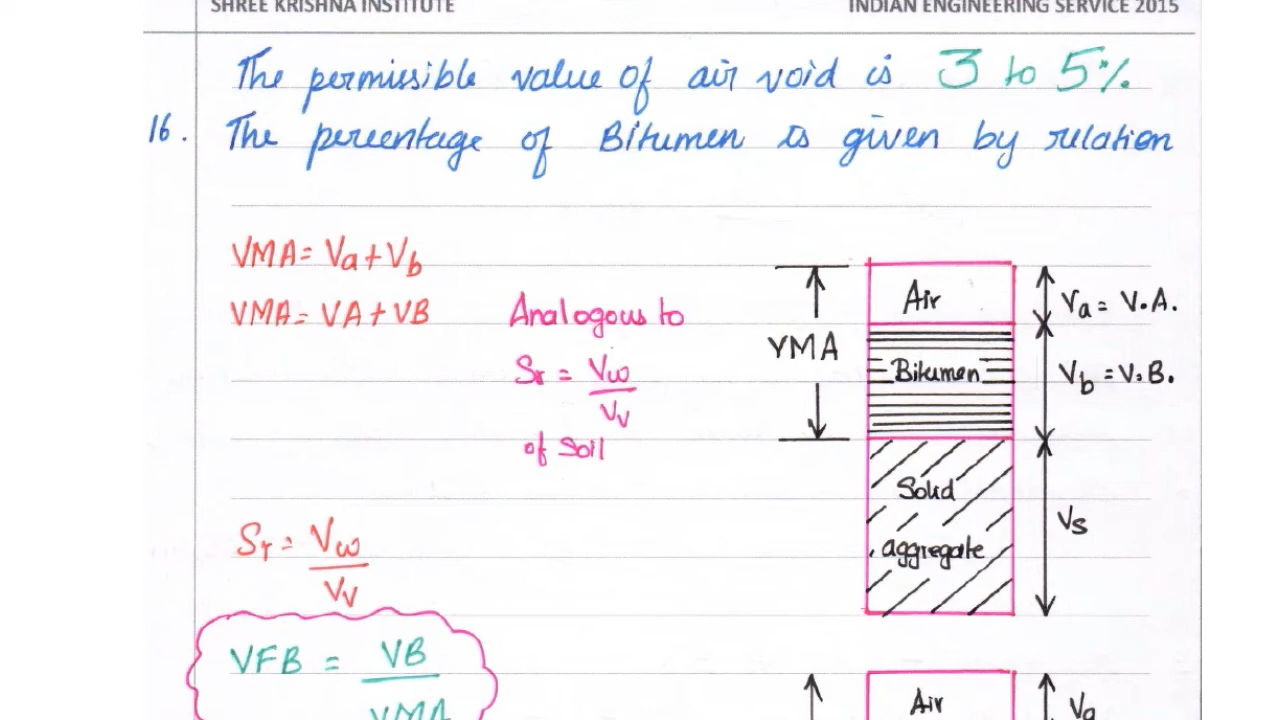 SHREE KRISHNA INSTITUTE INDIAN ENGINEERING SERVICE 2015
The permissible value of air void is 3 to 5%.
16. The percentage of Bitumen is given by relation
VMA = Va + Vb
VMA = VA + VB
Analogous to
Sr = Vw / Vv
of Soil
Sr = Vw / Vv
VFB = VB / VMA
VMA
Air
Va = V.A.
Bitumen
Vb = V.B.
Solid
aggregate
Vs
Air
Va